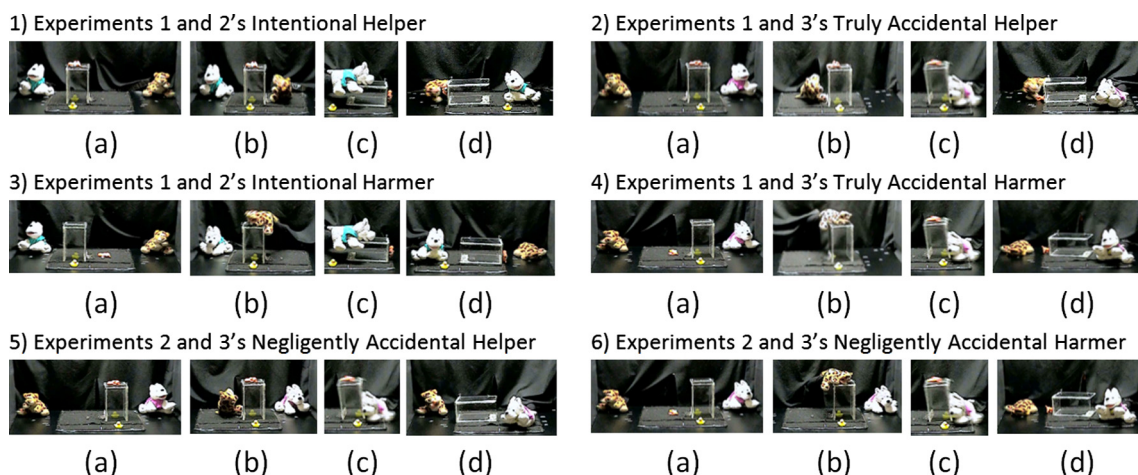 1) Experiments 1 and 2’s Intentional Helper
2) Experiments 1 and 3’s Truly Accidental Helper
(a) (b) (c) (d)
(a) (b) (c) (d)
3) Experiments 1 and 2’s Intentional Harmer
4) Experiments 1 and 3’s Truly Accidental Harmer
(a) (b) (c) (d)
(a) (b) (c) (d)
5) Experiments 2 and 3’s Negligently Accidental Helper
6) Experiments 2 and 3’s Negligently Accidental Harmer
(a) (b) (c) (d)
(a) (b) (c) (d)